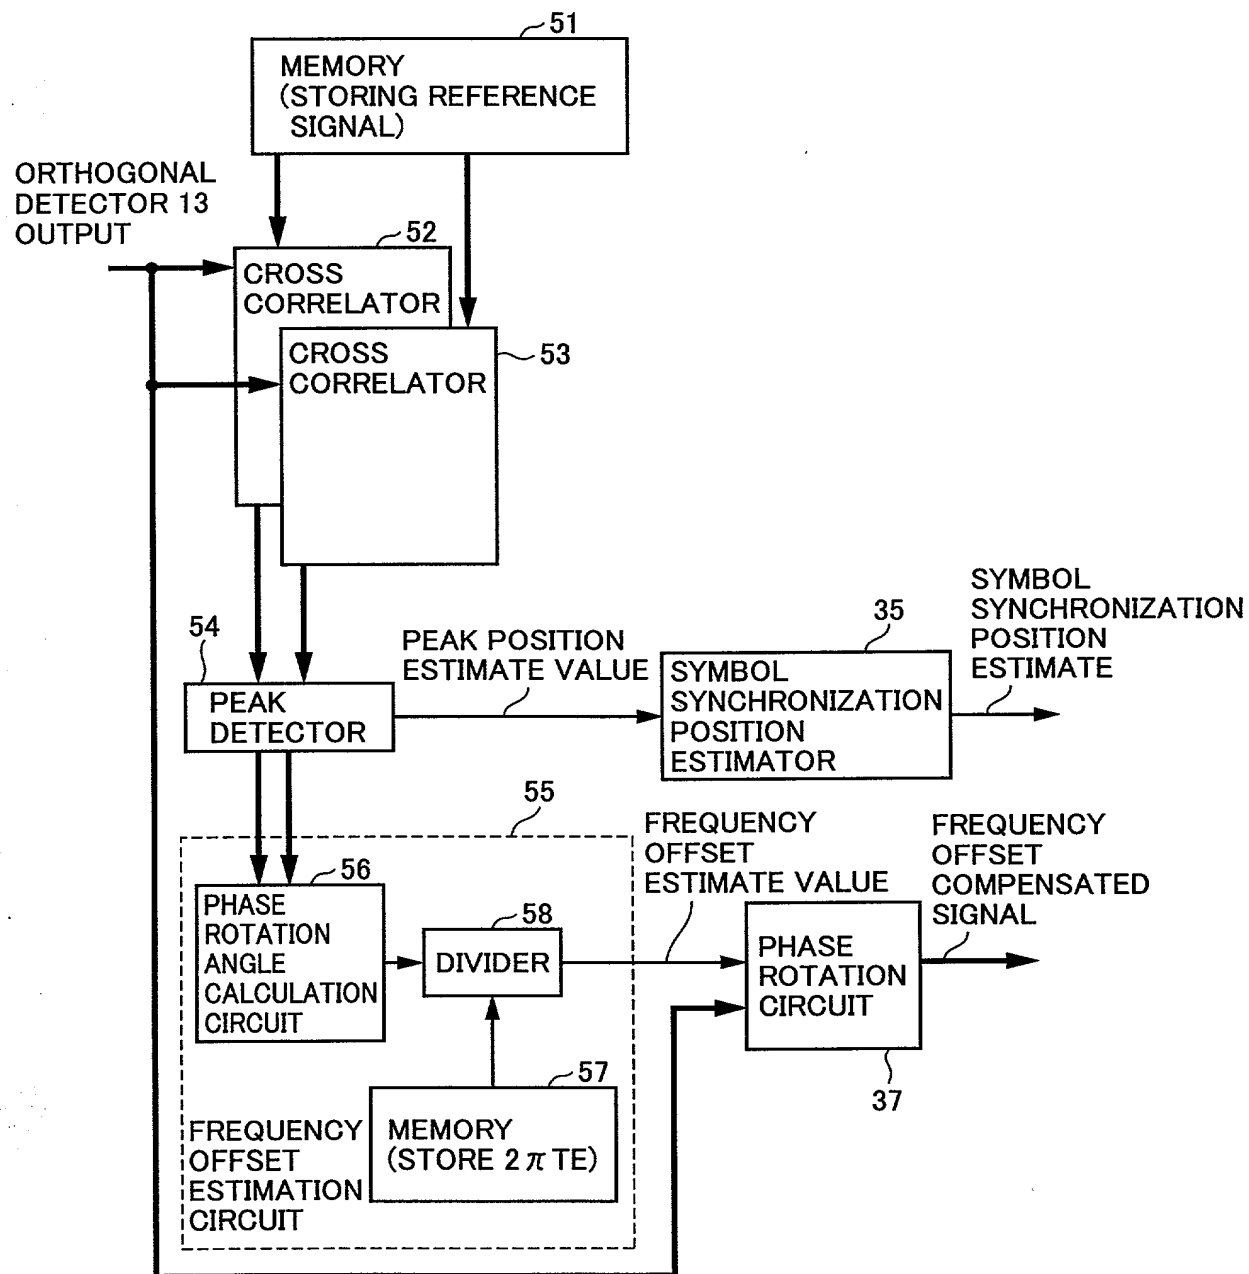 51
MEMORY
(STORING REFERENCE
SIGNAL)
ORTHOGONAL
DETECTOR 13
OUTPUT
52
CROSS
CORRELATOR
53
CROSS
CORRELATOR
54
PEAK
DETECTOR
PEAK POSITION
ESTIMATE VALUE
35
SYMBOL
SYNCHRONIZATION
POSITION
ESTIMATOR
SYMBOL
SYNCHRONIZATION
POSITION
ESTIMATE
55
56
PHASE
ROTATION
ANGLE
CALCULATION
CIRCUIT
58
DIVIDER
57
MEMORY
(STORE 2πTE)
FREQUENCY
OFFSET
ESTIMATION
CIRCUIT
FREQUENCY
OFFSET
ESTIMATE VALUE
PHASE
ROTATION
CIRCUIT
37
FREQUENCY
OFFSET
COMPENSATED
SIGNAL